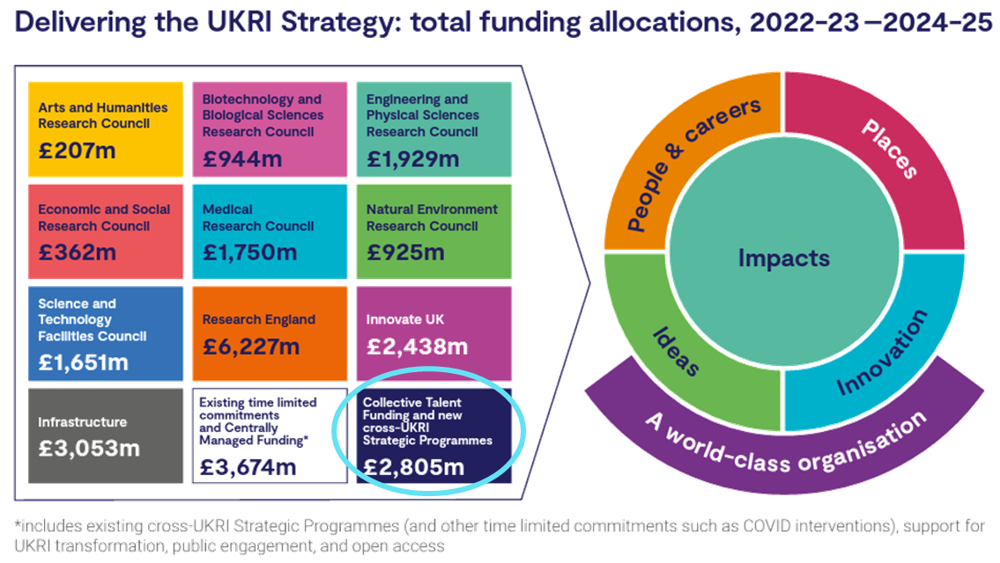 Delivering the UKRI Strategy: total funding allocations, 2022-23 –2024-25
Arts and Humanities
Research Council
£207m
Biotechnology and
Biological Sciences
Research Council
£944m
Engineering and
Physical Sciences
Research Council
£1,929m
Economic and Social
Research Council
£362m
Medical
Research Council
£1,750m
Natural Environment
Research Council
£925m
Science and
Technology
Facilities Council
£1,651m
Research England
£6,227m
Innovate UK
£2,438m
Infrastructure
£3,053m
Existing time limited
commitments
and Centrally
Managed Funding*
£3,674m
Collective Talent
Funding and new
cross-UKRI
Strategic Programmes
£2,805m
People & careers
Places
Impacts
Ideas
Innovation
A world-class organisation
*includes existing cross-UKRI Strategic Programmes (and other time limited commitments such as COVID interventions), support for
UKRI transformation, public engagement, and open access